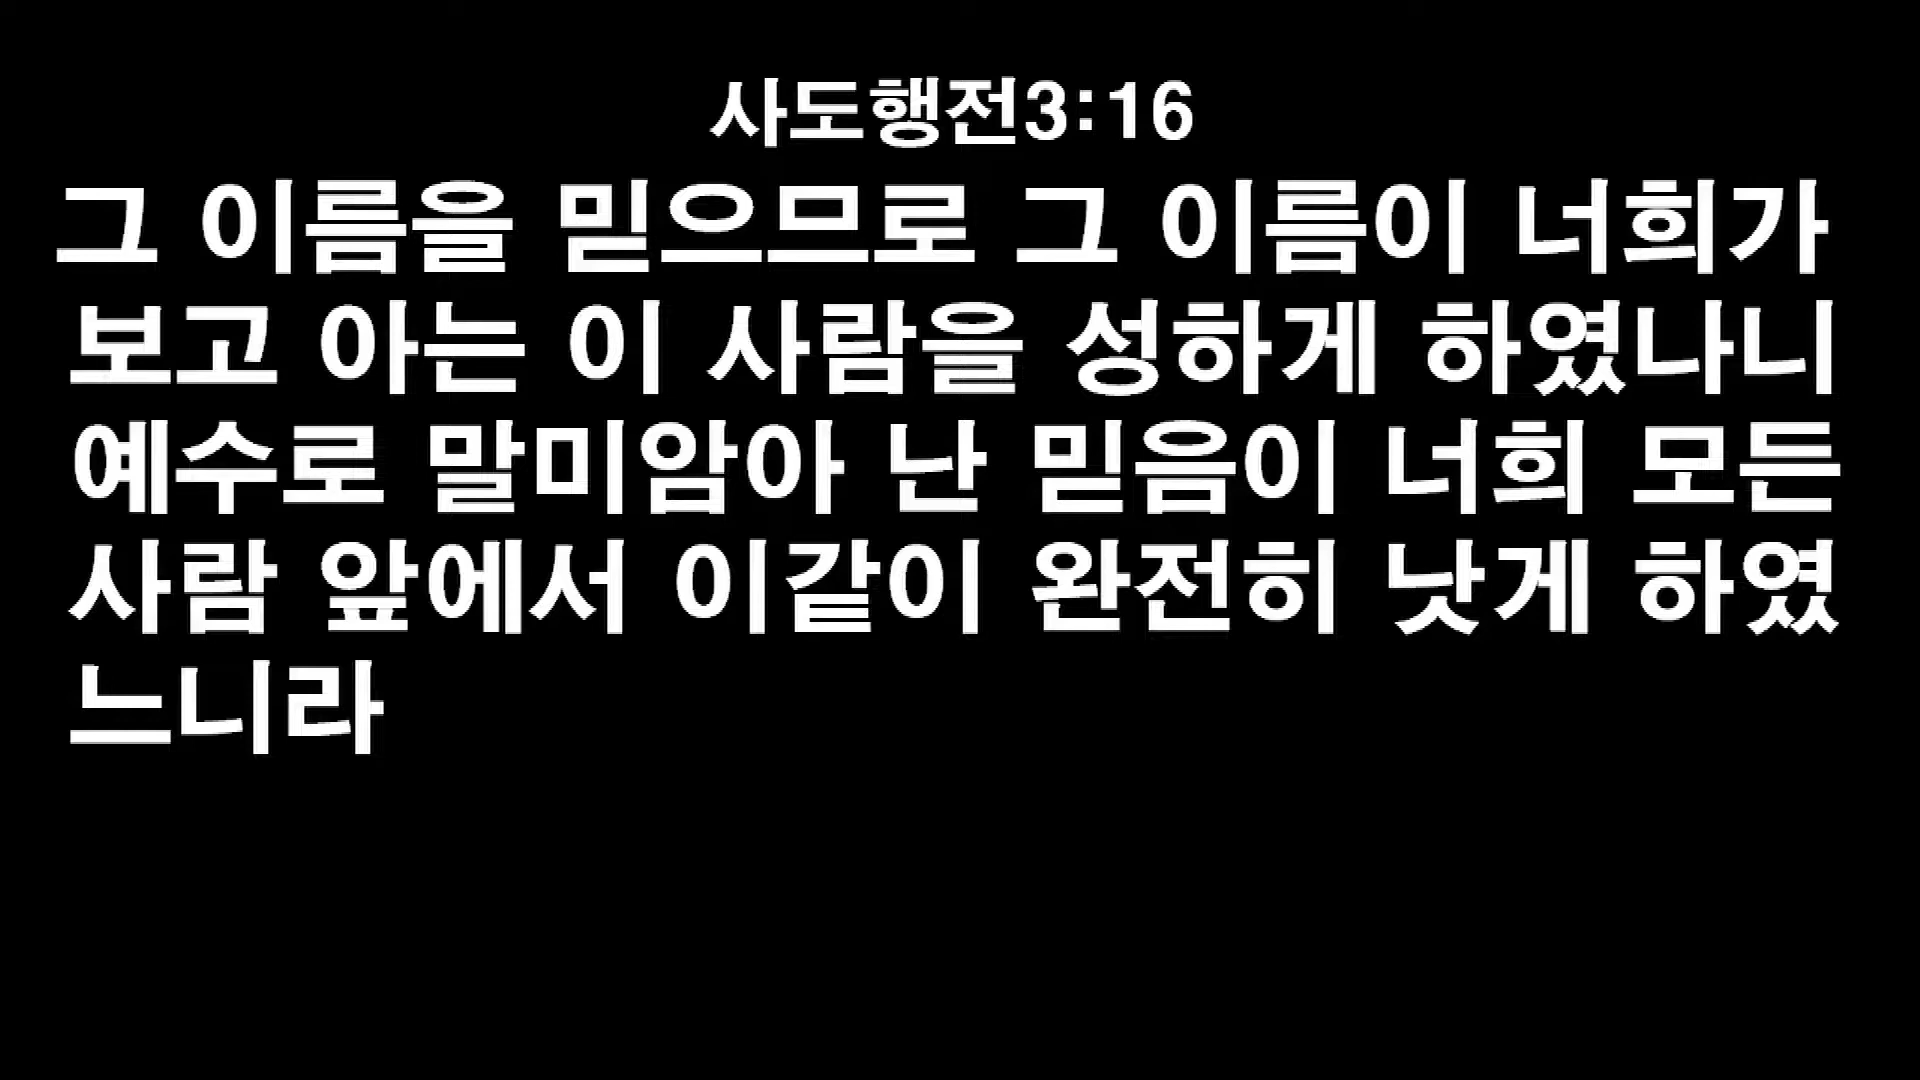 사도행전3:16
그 이름을 믿으므로 그 이름이 너희가
보고 아는 이 사람을 성하게 하였나니
예수로 말미암아 난 믿음이 너희 모든
사람 앞에서 이같이 완전히 낫게 하였
느니라